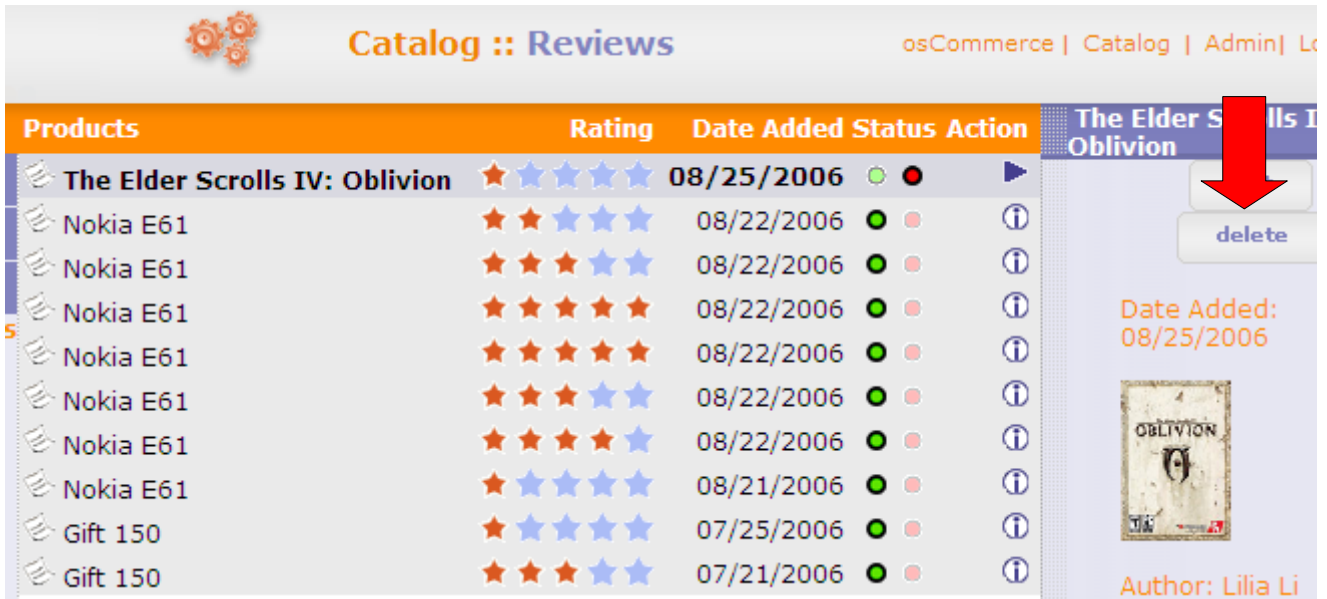 Catalog :: Reviews
osCommerce | Catalog | Admin|
Products Rating Date Added Status Action
The Elder Scrolls IV: Oblivion 08/25/2006
Nokia E61 08/22/2006
Nokia E61 08/22/2006
Nokia E61 08/22/2006
Nokia E61 08/22/2006
Nokia E61 08/22/2006
Nokia E61 08/22/2006
Nokia E61 08/21/2006
Gift 150 07/25/2006
Gift 150 07/21/2006
The Elder
Oblivion
delete
Date Added:
08/25/2006
OBLIVION
Author: Lilia Li